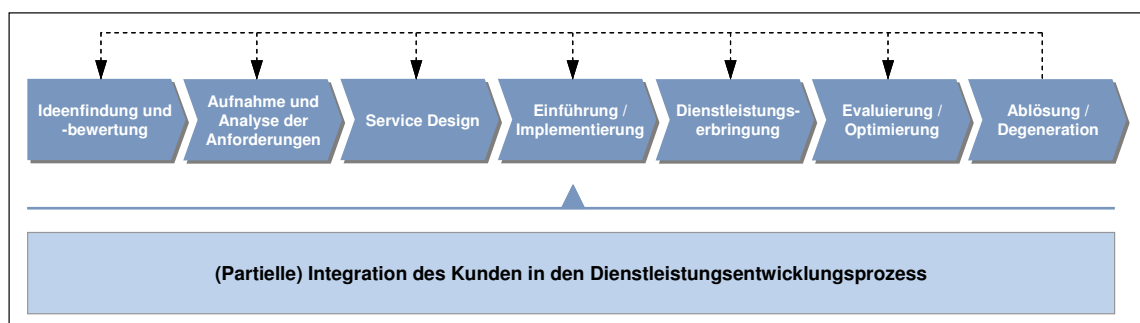 Ideenfindung und
-bewertung
Aufnahme und
Analyse der
Anforderungen
Service Design
Einführung /
Implementierung
Dienstleistungs-
erbringung
Evaluierung /
Optimierung
Ablösung /
Degeneration
(Partielle) Integration des Kunden in den Dienstleistungsentwicklungsprozess